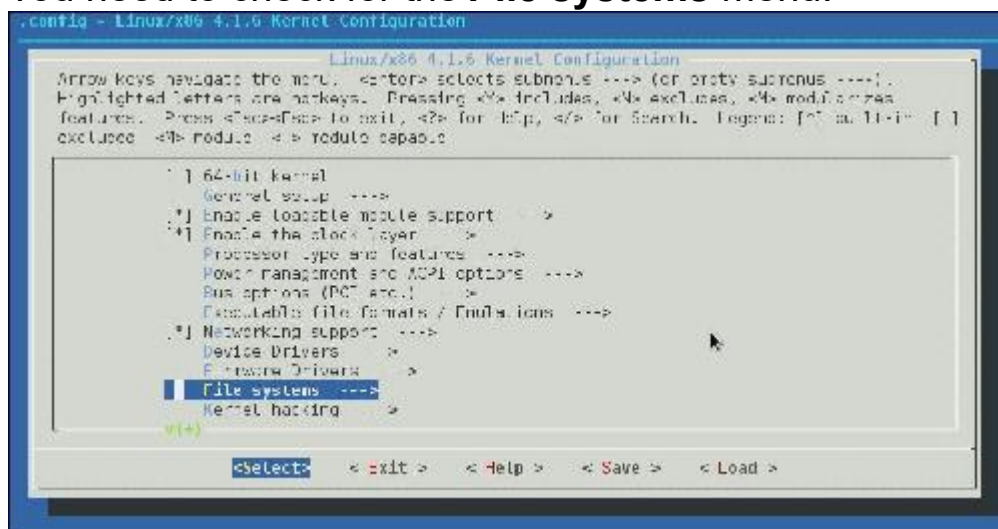 You need to check for the File systems menu:
.config - Linux/x86 4.1.6 Kernel Configuration
Linux/x86 4.1.6 Kernel Configuration
Arrow keys navigate the menu. <Enter> selects submenus ---> (or empty submenus ----).
Highlighted letters are hotkeys. Pressing <Y> includes, <N> excludes, <M> modularizes
features. Press <Esc><Esc> to exit, <?> for Help, </> for Search. Legend: [*] built-in [ ]
excluded <M> module < > module capable
[ ] 64-bit kernel
General setup --->
[*] Enable loadable module support --->
[*] Enable the block layer --->
Processor type and features --->
Power management and ACPI options --->
Bus options (PCI etc.) --->
Executable file formats / Emulations --->
[*] Networking support --->
Device Drivers --->
Firmware Drivers --->
File systems --->
Kernel hacking --->
v(+)
<Select> < Exit > < Help > < Save > < Load >